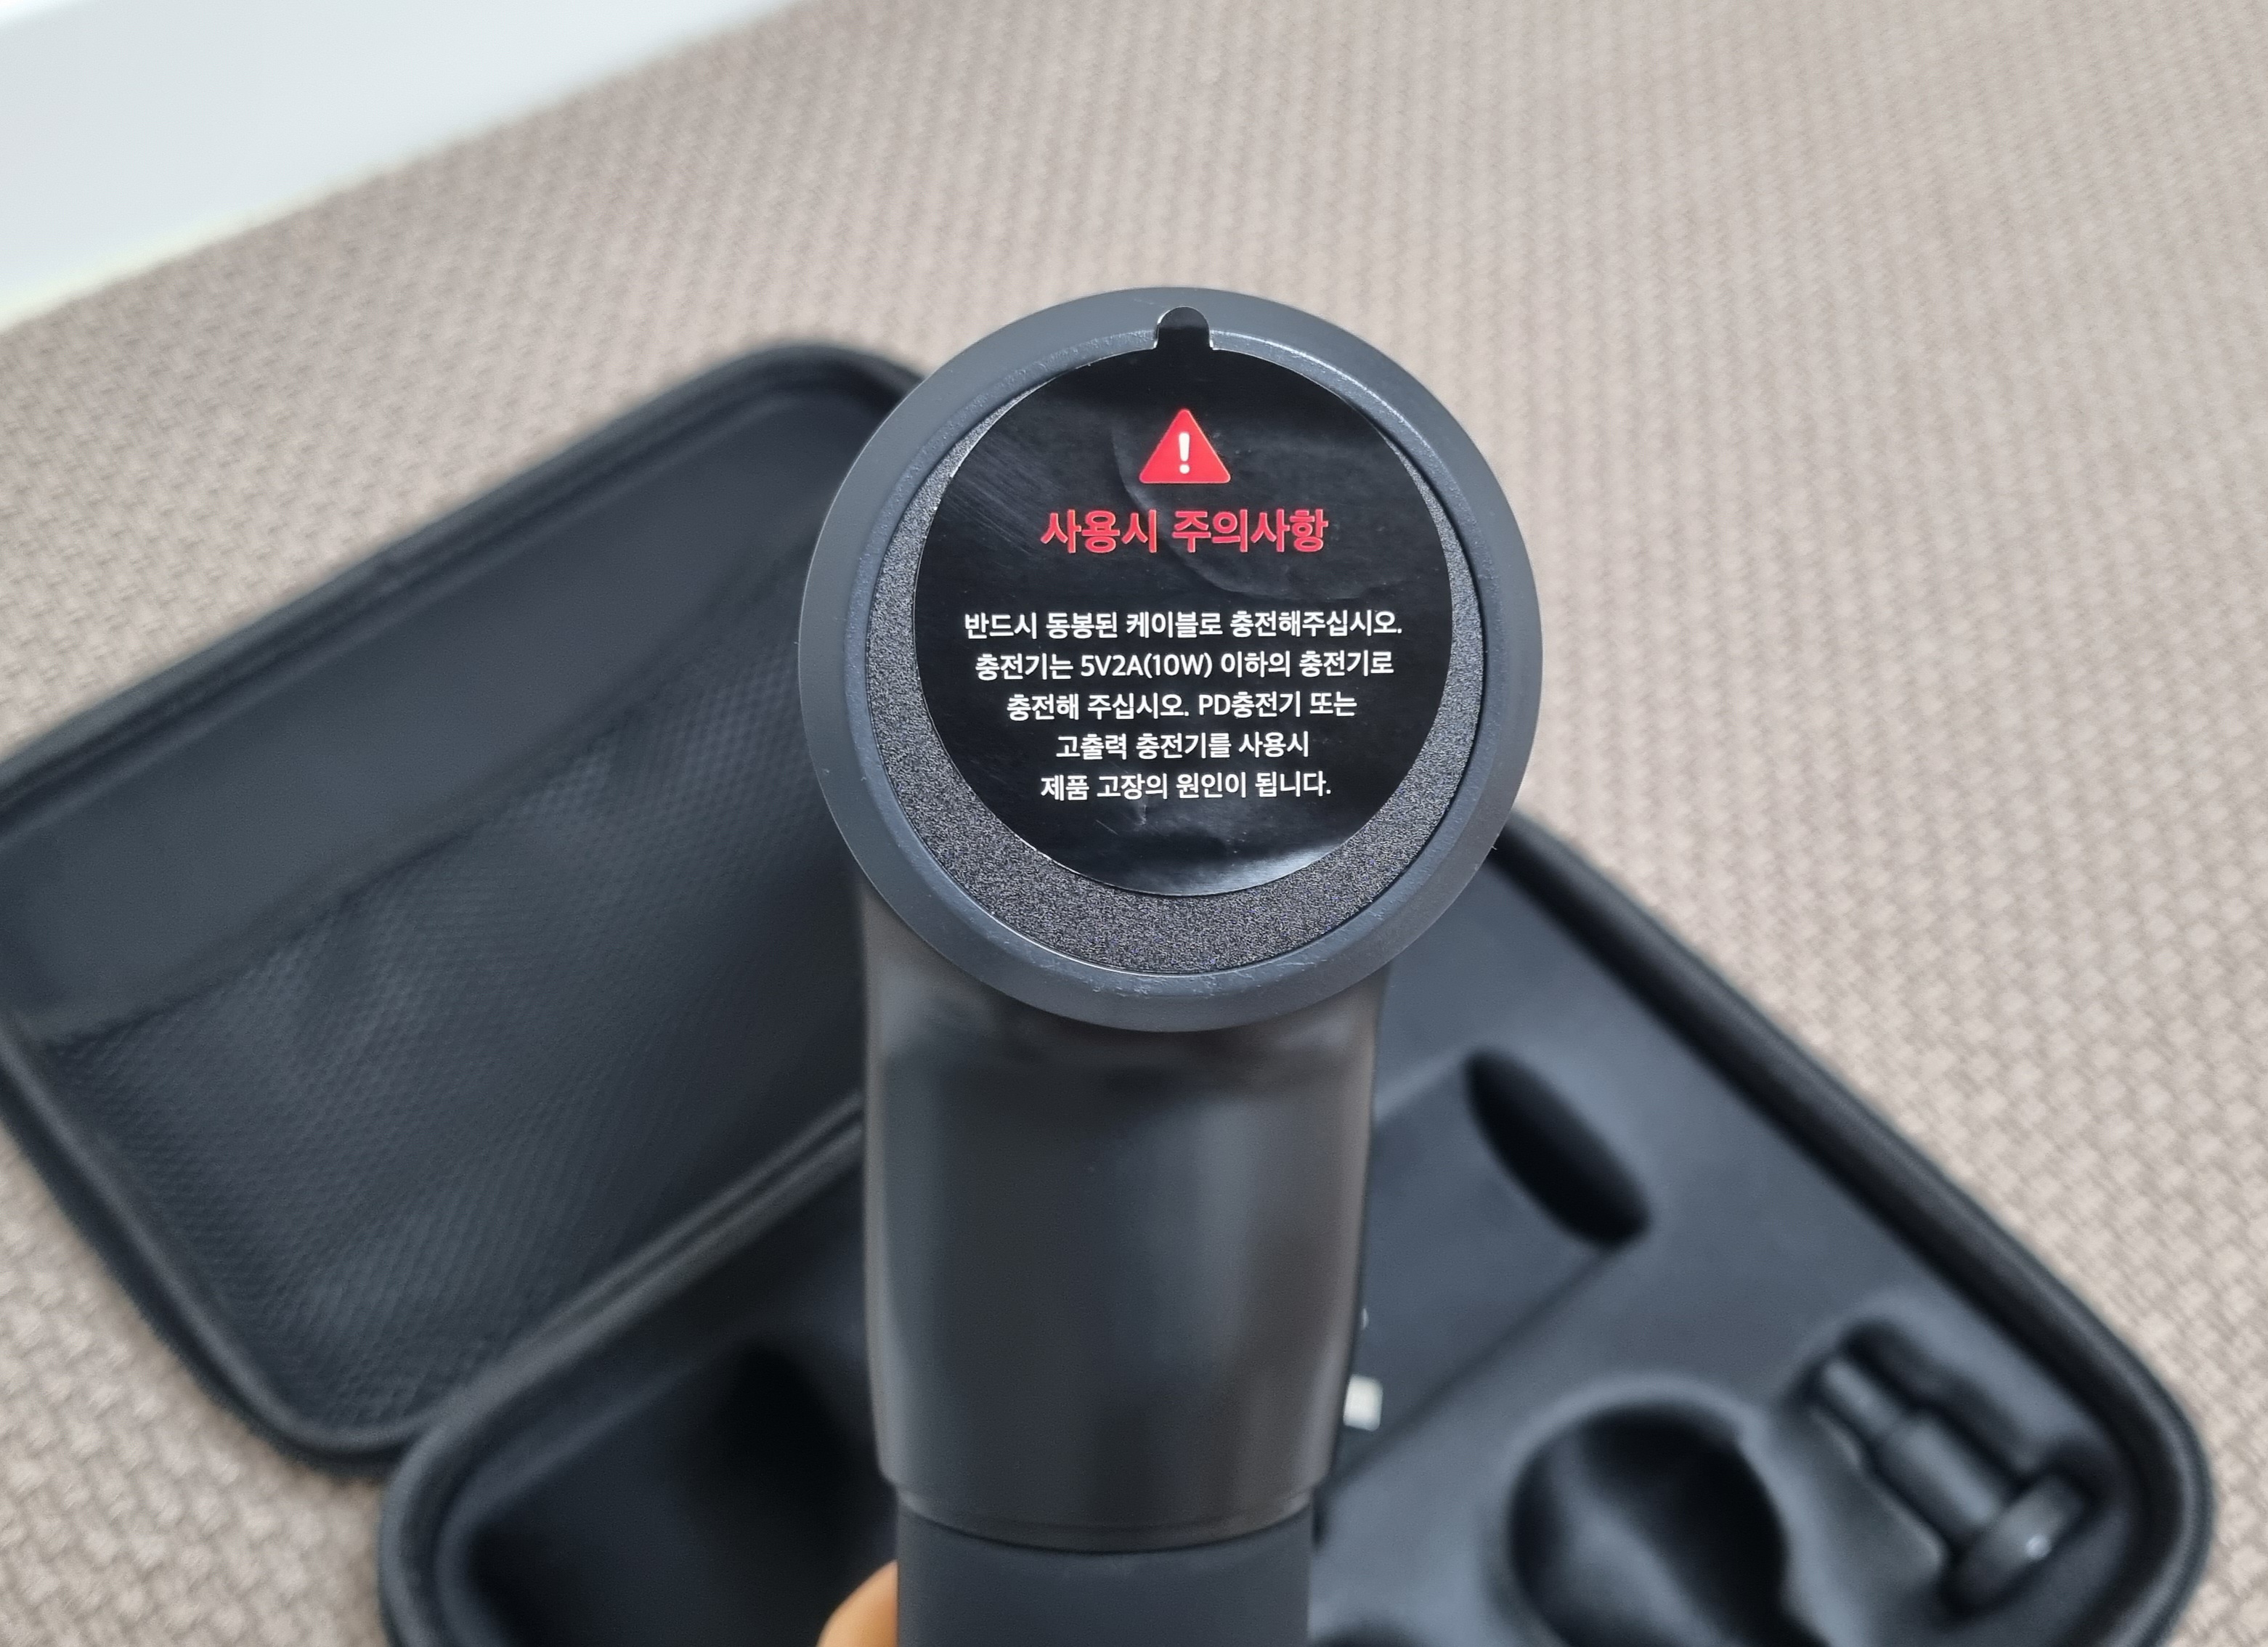 사용시 주의사항
반드시 동봉된 케이블로 충전해주십시오.
충전기는 5V2A(10W) 이하의 충전기로
충전해 주십시오. PD충전기 또는
고출력 충전기를 사용시
제품 고장의 원인이 됩니다.